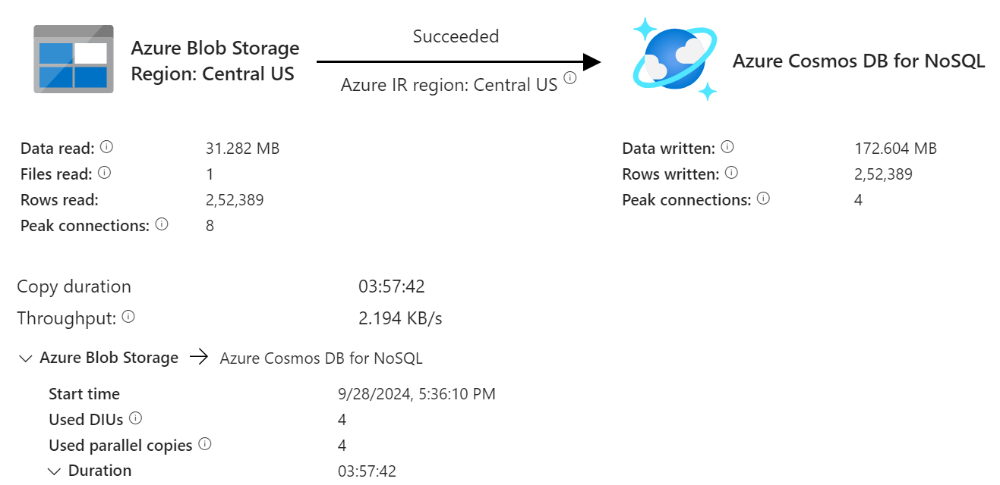 Succeeded
Azure Blob Storage
Region: Central US
Azure IR region: Central US
Azure Cosmos DB for NoSQL
Data read: 31.282 MB
Files read: 1
Rows read: 2,52,389
Peak connections: 8
Data written: 172.604 MB
Rows written: 2,52,389
Peak connections: 4
Copy duration 03:57:42
Throughput: 2.194 KB/s
Azure Blob Storage → Azure Cosmos DB for NoSQL
Start time 9/28/2024, 5:36:10 PM
Used DIUs 4
Used parallel copies 4
Duration 03:57:42